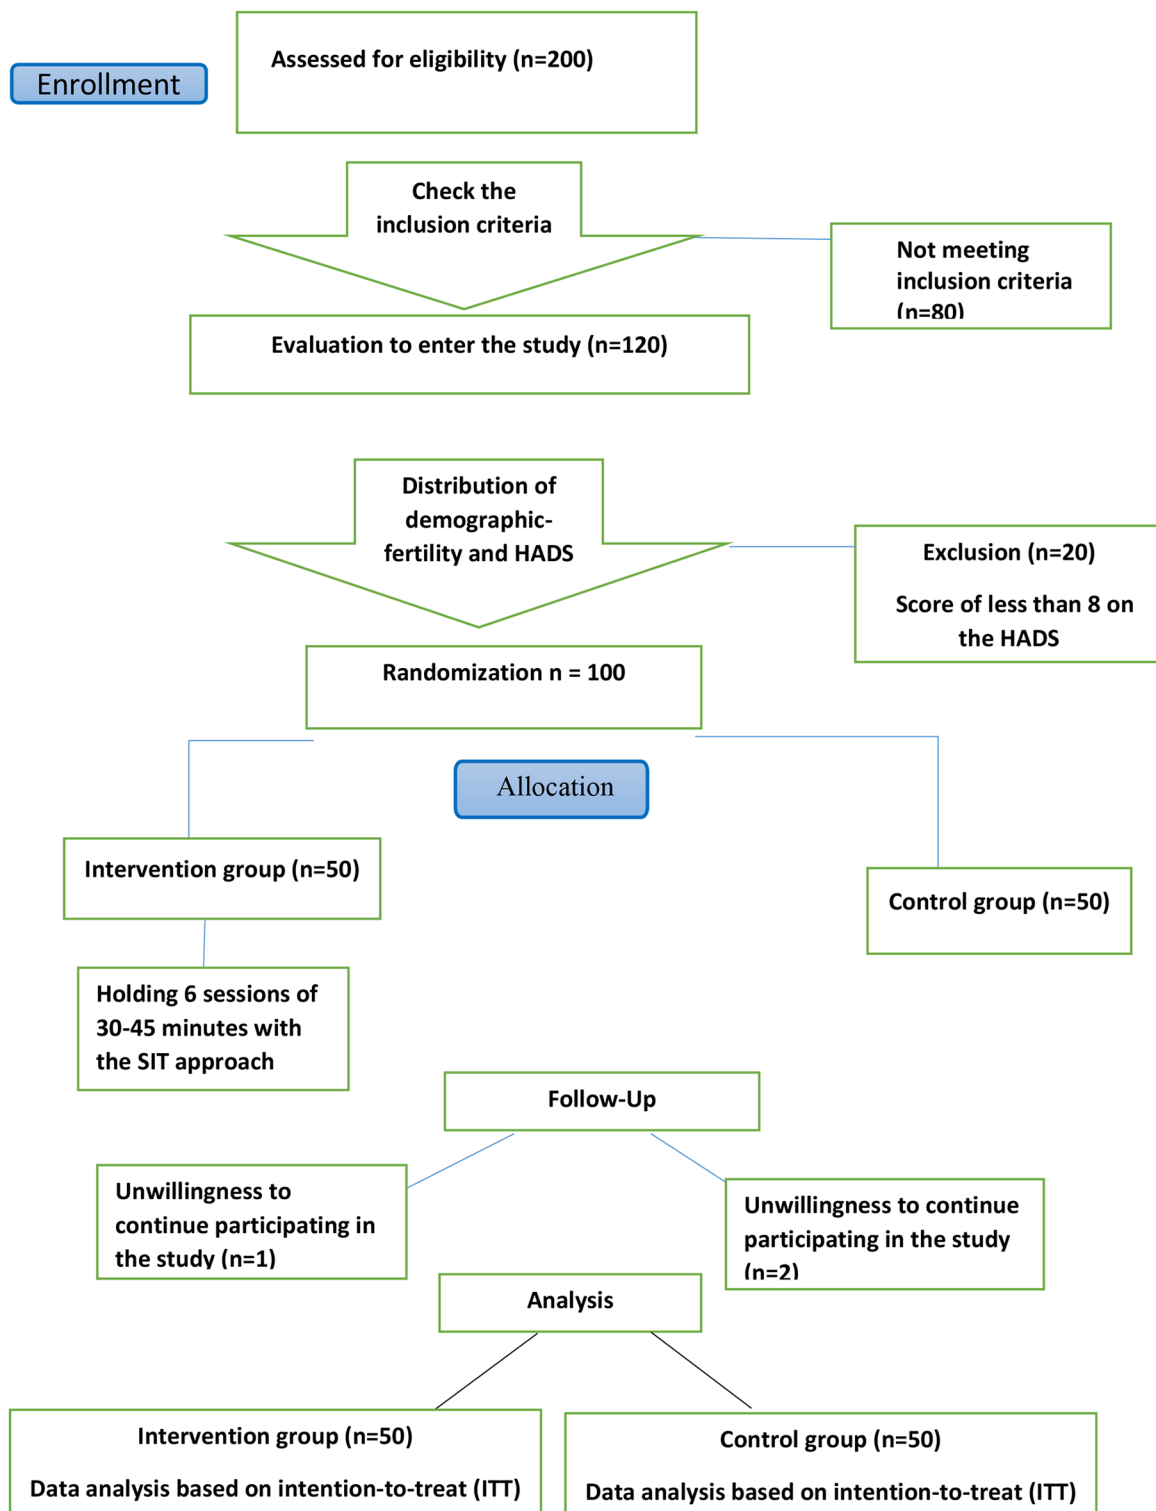 Assessed for eligibility (n=200)
Enrollment
Check the
inclusion criteria
Not meeting
inclusion criteria
(n=80)
Evaluation to enter the study (n=120)
Distribution of
demographic-
fertility and HADS
Exclusion (n=20)
Score of less than 8 on
the HADS
Randomization n = 100
Allocation
Intervention group (n=50)
Control group (n=50)
Holding 6 sessions of
30-45 minutes with
the SIT approach
Follow-Up
Unwillingness to
continue participating in
the study (n=1)
Unwillingness to continue
participating in the study
(n=2)
Analysis
Intervention group (n=50)
Data analysis based on intention-to-treat (ITT)
Control group (n=50)
Data analysis based on intention-to-treat (ITT)